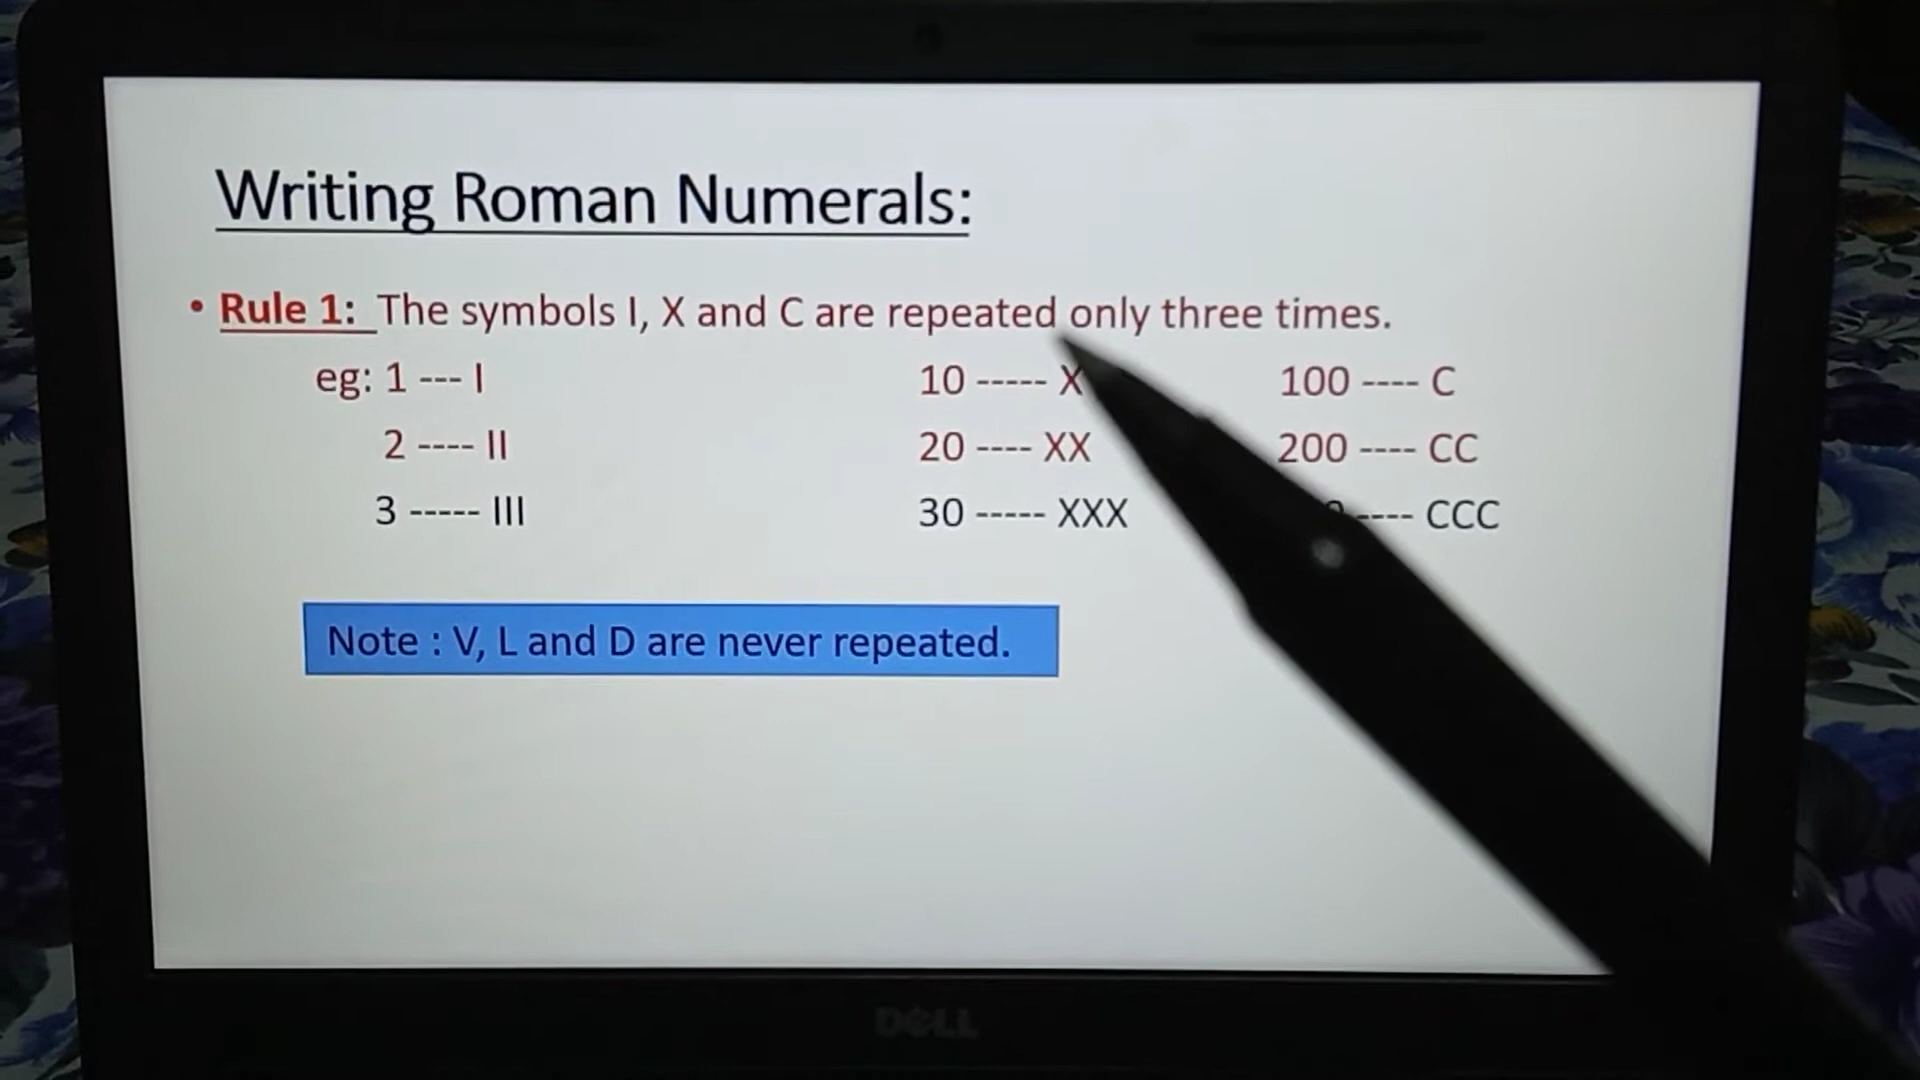 Writing Roman Numerals:
• Rule 1: The symbols I, X and C are repeated only three times.
eg: 1 --- I 10 ----- X 100 ---- C
2 ---- II 20 ---- XX 200 ---- CC
3 ----- III 30 ----- XXX ---- CCC
Note : V, L and D are never repeated.
DELL